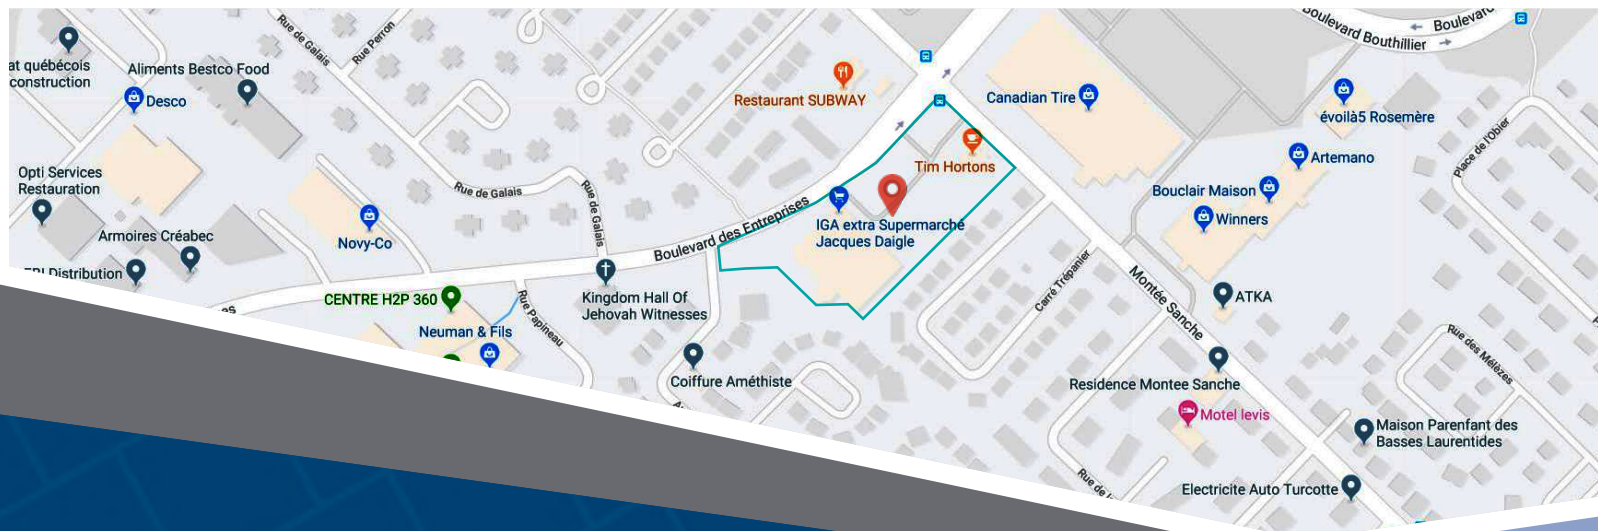 Boulevard Bouthillier
Boulevard
Rue de Galais
Rue Perron
at québécois
construction
Aliments Bestco Food
Desco
Restaurant SUBWAY
Canadian Tire
évoilà5 Rosemère
Artemano
Place de l'Obier
Tim Hortons
Opti Services
Restauration
Rue de Galais
Rue de Galais
Bouclair Maison
Winners
IGA extra Supermarché
Jacques Daigle
Boulevard des Entreprises
Novy-Co
Armoires Créabec
Distribution
Kingdom Hall Of
Jehovah Witnesses
CENTRE H2P 360
Neuman & Fils
Rue Papineau
Carré Trépanier
Montée Sanche
ATKA
Rue des Mélèzes
Coiffure Améthiste
Residence Montee Sanche
Motel levis
Maison Parenfant des
Basses Laurentides
Rue de
Electricite Auto Turcotte